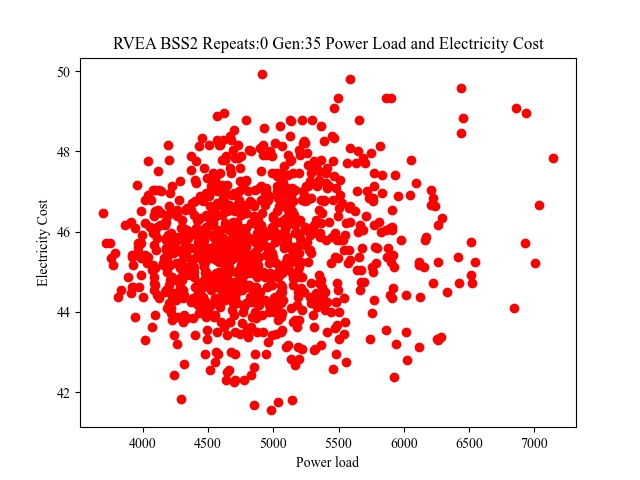 RVEA BSS2 Repeats:0 Gen:35 Power Load and Electricity Cost
50
48
46
44
42
Electricity Cost
4000 4500 5000 5500 6000 6500 7000
Power load